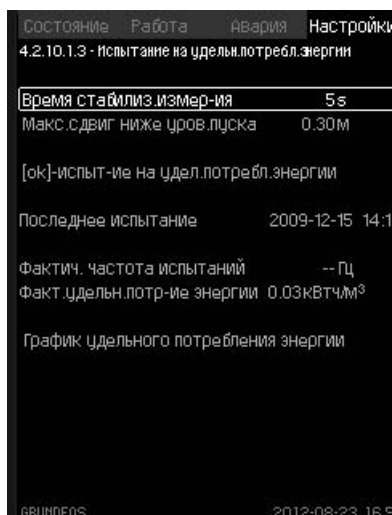 Состояние Работа Авария Настройки
4.2.10.1.3 - Испытание на удельн.потребл.энергии
Время стабилиз.измер-ия 5s
Макс.сдвиг ниже уров.пуска 0.30м
[ok]-испыт-ие на удел.потребл.энергии
Последнее испытание 2009-12-15 14:1
Фактич. частота испытаний -- Гц
Факт.удельн.потр-ие энергии 0.03кВтч/м³
График удельного потребления энергии
GRUNDFOS 2012-08-23 16:5